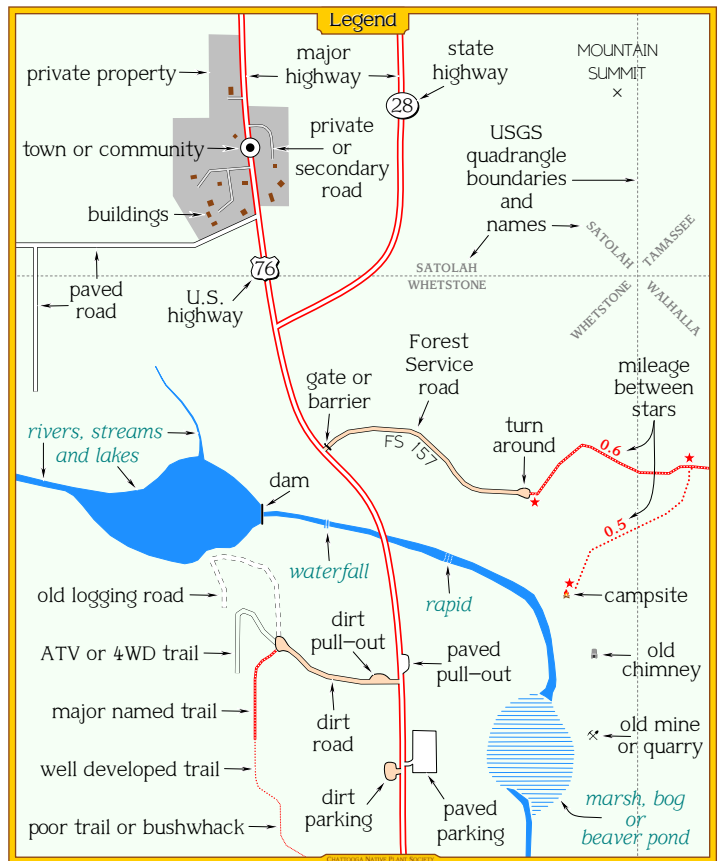 Legend
private property
major
highway
state
highway
MOUNTAIN
SUMMIT
28
town or community
private
or
secondary
road
USGS
quadrangle
boundaries
and
names
buildings
SATOLAH
TAMASSEE
WHETSTONE
WALHALLA
SATOLAH
WHETSTONE
76
U.S.
highway
paved
road
Forest
Service
road
gate or
barrier
mileage
between
stars
turn
around
FS 157
0.6
rivers, streams
and lakes
dam
0.5
waterfall
rapid
old logging road
campsite
dirt
pull-out
paved
pull-out
ATV or 4WD trail
old
chimney
major named trail
dirt
road
old mine
or quarry
well developed trail
dirt
parking
paved
parking
marsh, bog
or
beaver pond
poor trail or bushwhack
CHATTOOGA NATIVE PLANT SOCIETY